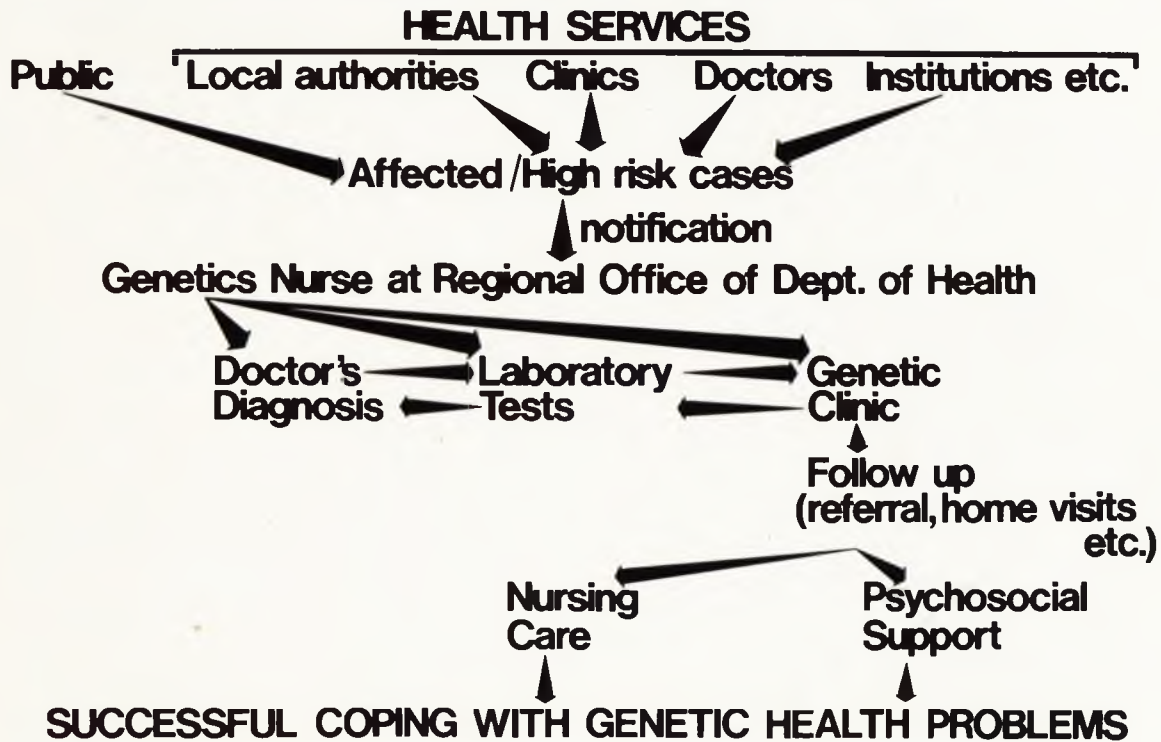 HEALTH SERVICES
Public Local authorities Clinics Doctors Institutions etc.
Affected/High risk cases
notification
Genetics Nurse at Regional Office of Dept. of Health
Doctor's Laboratory Genetic
Diagnosis Tests Clinic
Follow up
(referral, home visits
etc.)
Nursing Psychosocial
Care Support
SUCCESSFUL COPING WITH GENETIC HEALTH PROBLEMS